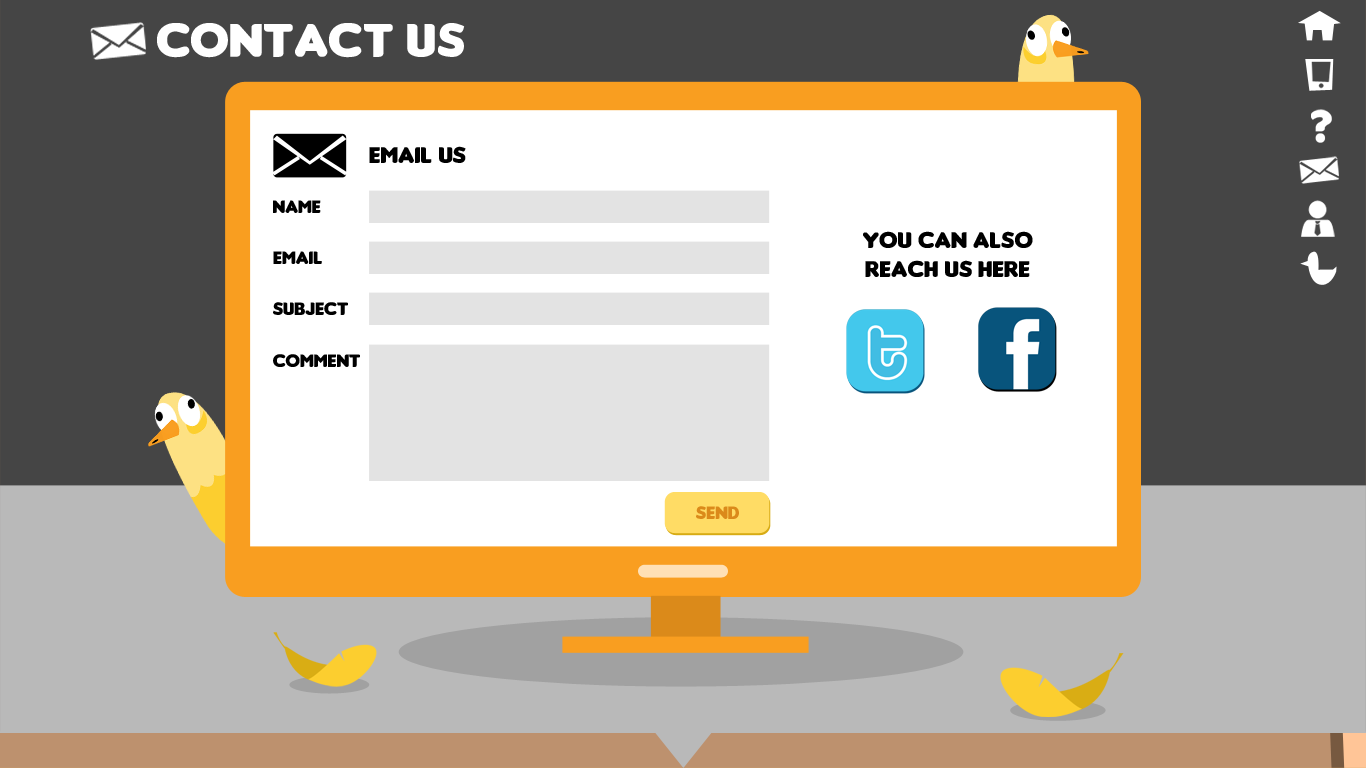 CONTACT US
EMAIL US
NAME
EMAIL
SUBJECT
COMMENT
SEND
YOU CAN ALSO
REACH US HERE
t
f
?